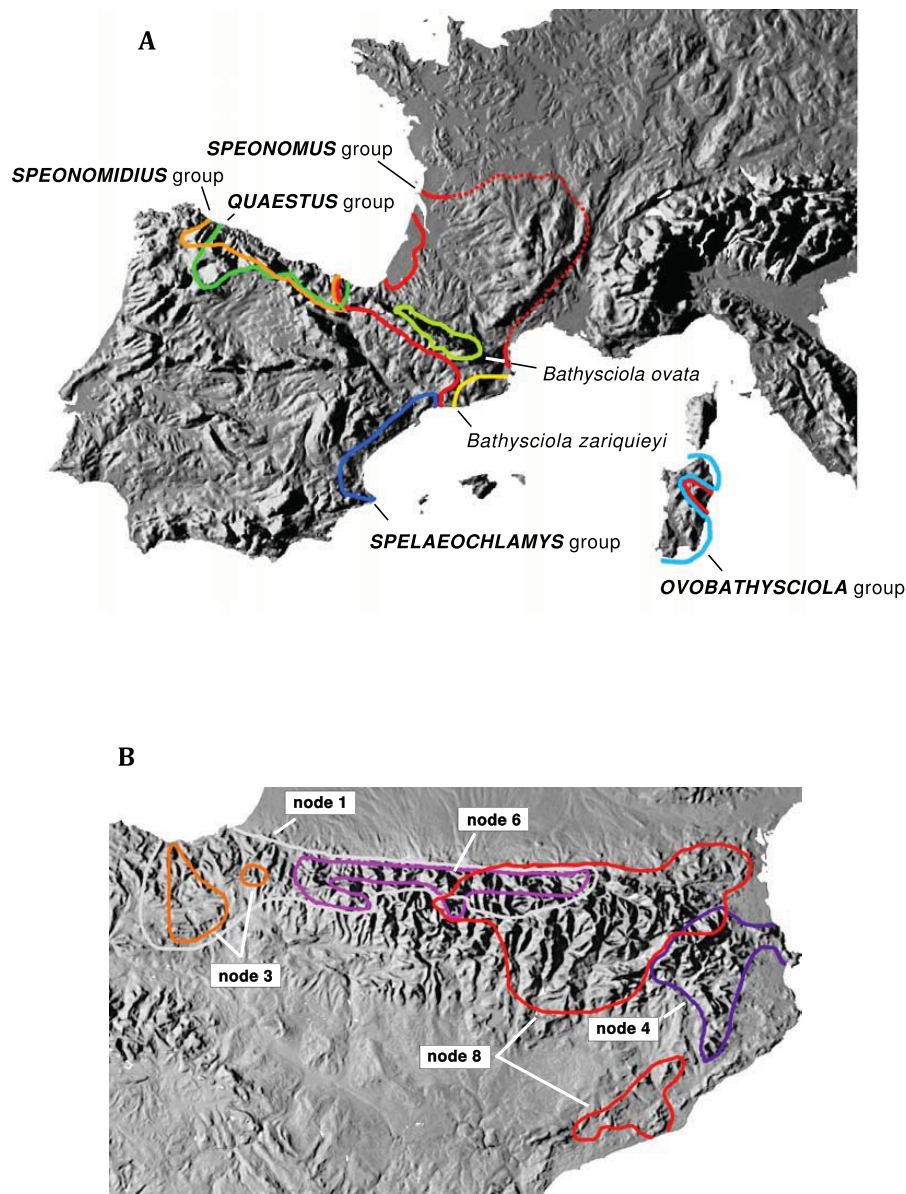 A
SPEONOMUS group
SPEONOMIDIUS group
QUAESTUS group
Bathysciola ovata
Bathysciola zariquieyi
SPELAEOCHLAMYS group
OVOBATHYSCIOLA group
B
node 1
node 6
node 3
node 4
node 8